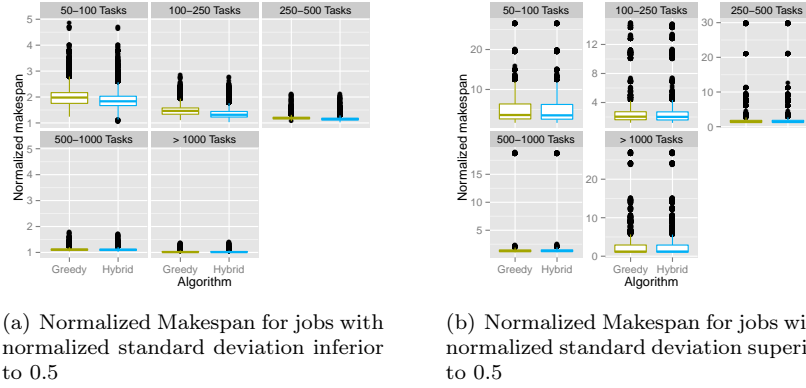 50−100 Tasks 100−250 Tasks 250−500 Tasks
5
4
3
2
1
500−1000 Tasks > 1000 Tasks
5
4
3
2
1
Normalized makespan
Greedy Hybrid Greedy Hybrid
Algorithm
(a) Normalized Makespan for jobs with
normalized standard deviation inferior
to 0.5
50−100 Tasks 100−250 Tasks 250−500 Tasks
20
10
12
8
4
30
20
10
0
500−1000 Tasks > 1000 Tasks
15
10
5
20
10
0
Normalized makespan
Greedy Hybrid Greedy Hybrid
Algorithm
(b) Normalized Makespan for jobs wi
normalized standard deviation superi
to 0.5